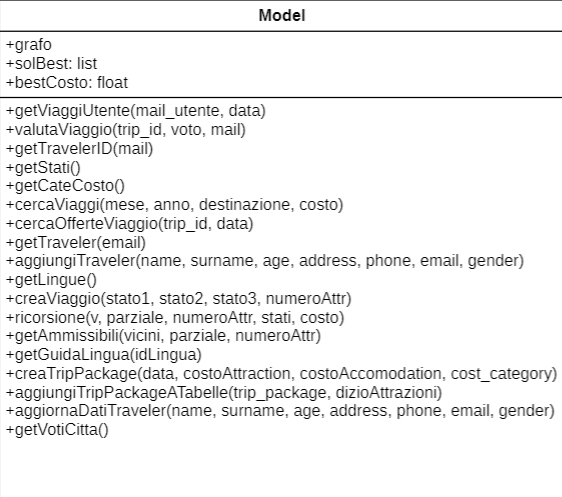 Model
+grafo
+solBest: list
+bestCosto: float
+getViaggiUtente(mail_utente, data)
+valutaViaggio(trip_id, voto, mail)
+getTravelerID(mail)
+getStati()
+getCateCosto()
+cercaViaggi(mese, anno, destinazione, costo)
+cercaOfferteViaggio(trip_id, data)
+getTraveler(email)
+aggiungiTraveler(name, surname, age, address, phone, email, gender)
+getLingue()
+creaViaggio(stato1, stato2, stato3, numeroAttr)
+ricorsione(v, parziale, numeroAttr, stati, costo)
+getAmmissibili(vicini, parziale, numeroAttr)
+getGuidaLingua(idLingua)
+creaTripPackage(data, costoAttraction, costoAccomodation, cost_category)
+aggiungiTripPackageATabelle(trip_package, dizioAttrazioni)
+aggiornaDatiTraveler(name, surname, age, address, phone, email, gender)
+getVotiCitta()